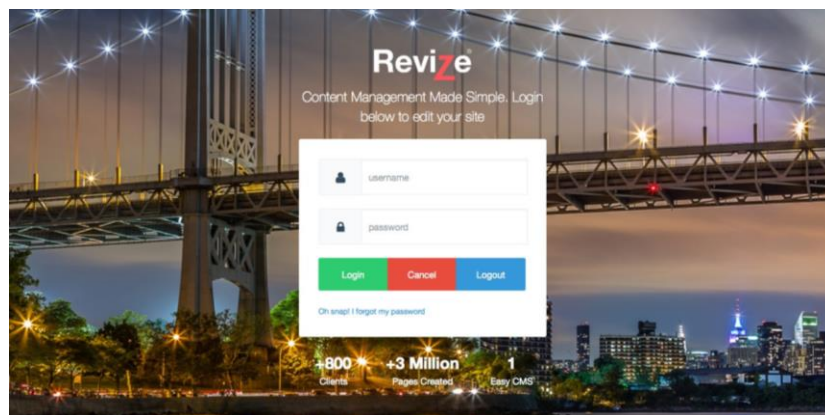 Revize
Content Management Made Simple. Login
below to edit your site
username
password
Login Cancel Logout
Oh snap! I forgot my password
+800 +3 Million 1
Clients Pages Created Easy CMS